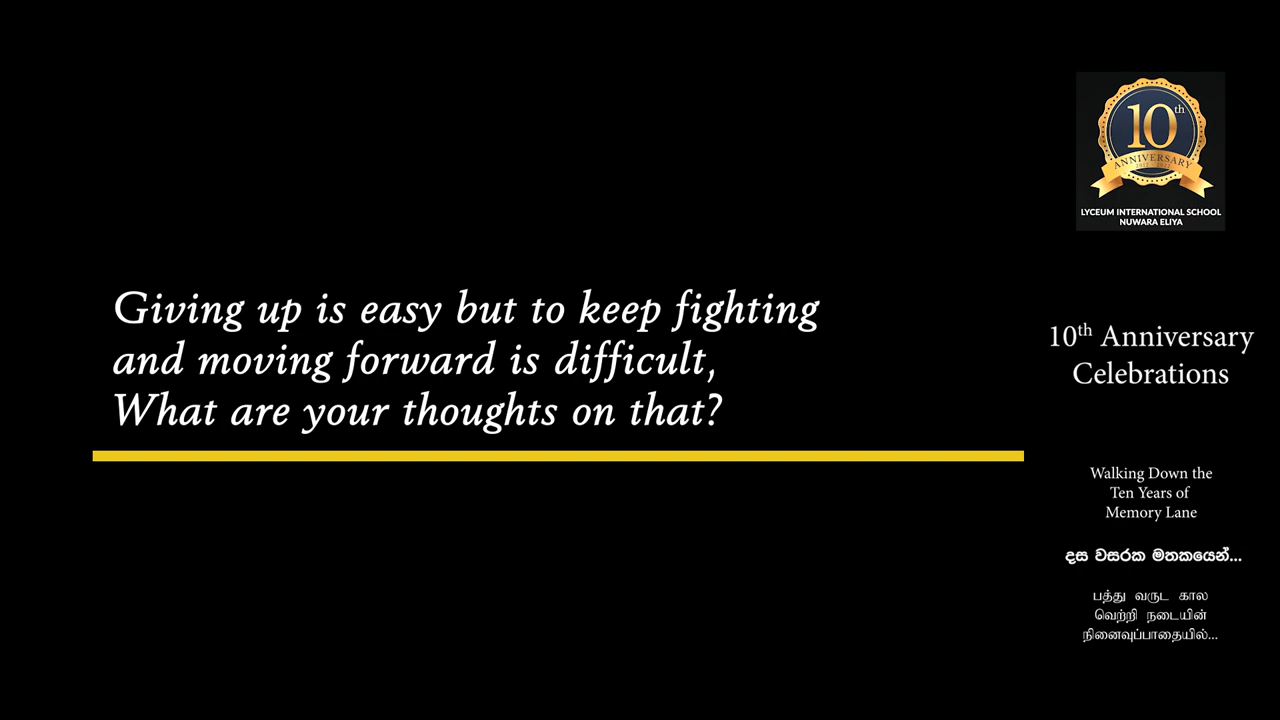 Giving up is easy but to keep fighting
and moving forward is difficult,
What are your thoughts on that?
10th
ANNIVERSARY
LYCEUM INTERNATIONAL SCHOOL
NUWARA ELIYA
10th Anniversary
Celebrations
Walking Down the
Ten Years of
Memory Lane
දස වසරක මතකයෙන්...
பத்து வருட கால
வெற்றி நடையின்
நினைவுப்பாதையில்...